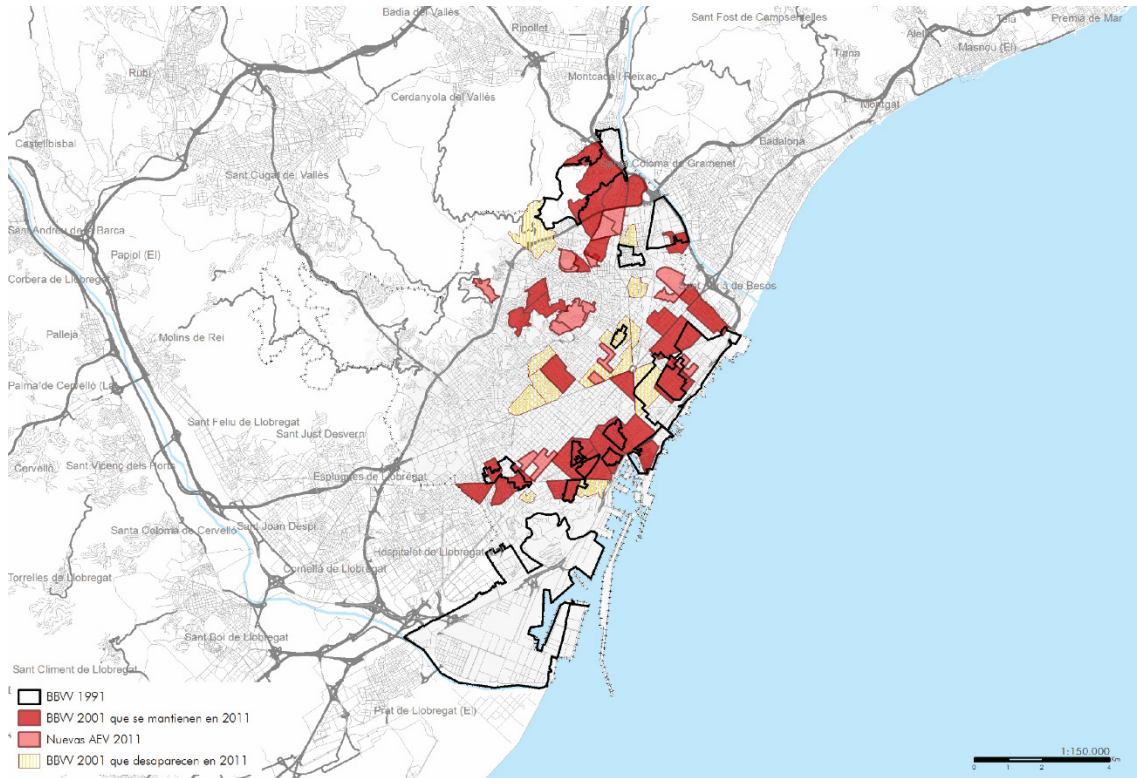 Badia del Vallès
Ripollet
Sant Fost de Campsentelles
Teià
Premià de Mar
Alella
Tiana
Masnou (El)
Rubí
Montcada i Reixac
Cerdanyola del Vallès
Montgat
Castellbisbal
Badalona
Coloma de Gramenet
Sant Cugat del Vallès
Sant Andreu de la Barca
Papiol (El)
Corbera de Llobregat
Sant Adrià de Besòs
Pallejà
Molins de Rei
Palma de Cervelló (La)
Sant Feliu de Llobregat
Sant Just Desvern
Cervelló
Sant Vicenç dels Horts
Esplugues de Llobregat
Santa Coloma de Cervelló
Sant Joan Despí
Hospitalet de Llobregat
Torrelles de Llobregat
Cornellà de Llobregat
Sant Boi de Llobregat
Sant Climent de Llobregat
Prat de Llobregat (El)
BBVV 1991
BBVV 2001 que se mantienen en 2011
Nuevas AEV 2011
BBVV 2001 que desaparecen en 2011
1:150.000
0 1 2 4